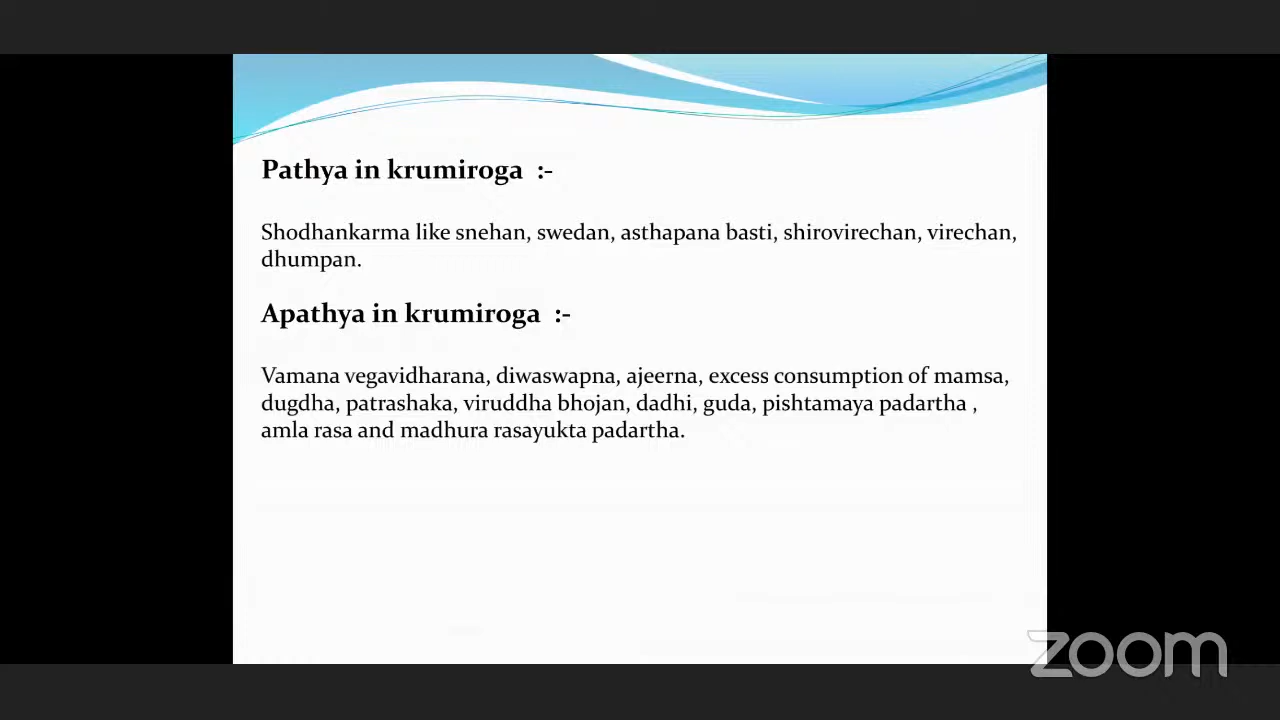 Pathya in krumiroga :-
Shodhankarma like snehan, swedan, asthapana basti, shirovirechan, virechan,
dhumpan.
Apathya in krumiroga :-
Vamana vegavidharana, diwaswapna, ajeerna, excess consumption of mamsa,
dugdha, patrashaka, viruddha bhojan, dadhi, guda, pishtamaya padartha ,
amla rasa and madhura rasayukta padartha.
zoom